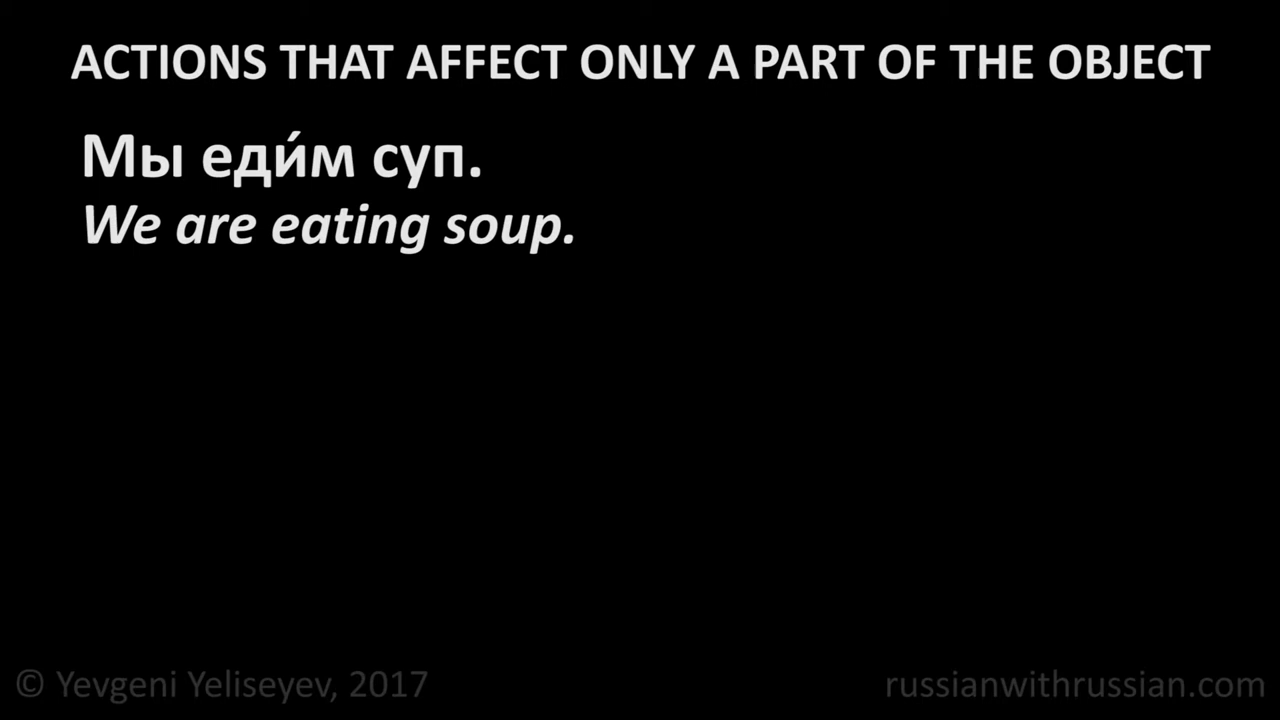 ACTIONS THAT AFFECT ONLY A PART OF THE OBJECT
Мы еди́м суп.
We are eating soup.
© Yevgeni Yeliseyev, 2017
russianwithrussian.com